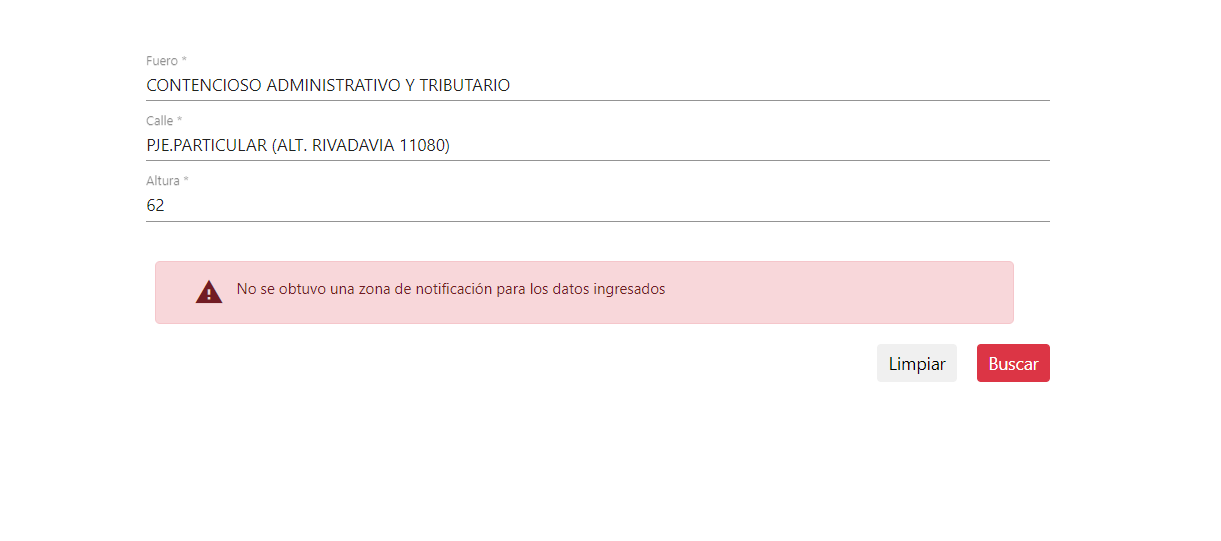 Fuero *
CONTENCIOSO ADMINISTRATIVO Y TRIBUTARIO
Calle *
PJE.PARTICULAR (ALT. RIVADAVIA 11080)
Altura *
62
No se obtuvo una zona de notificación para los datos ingresados
Limpiar Buscar